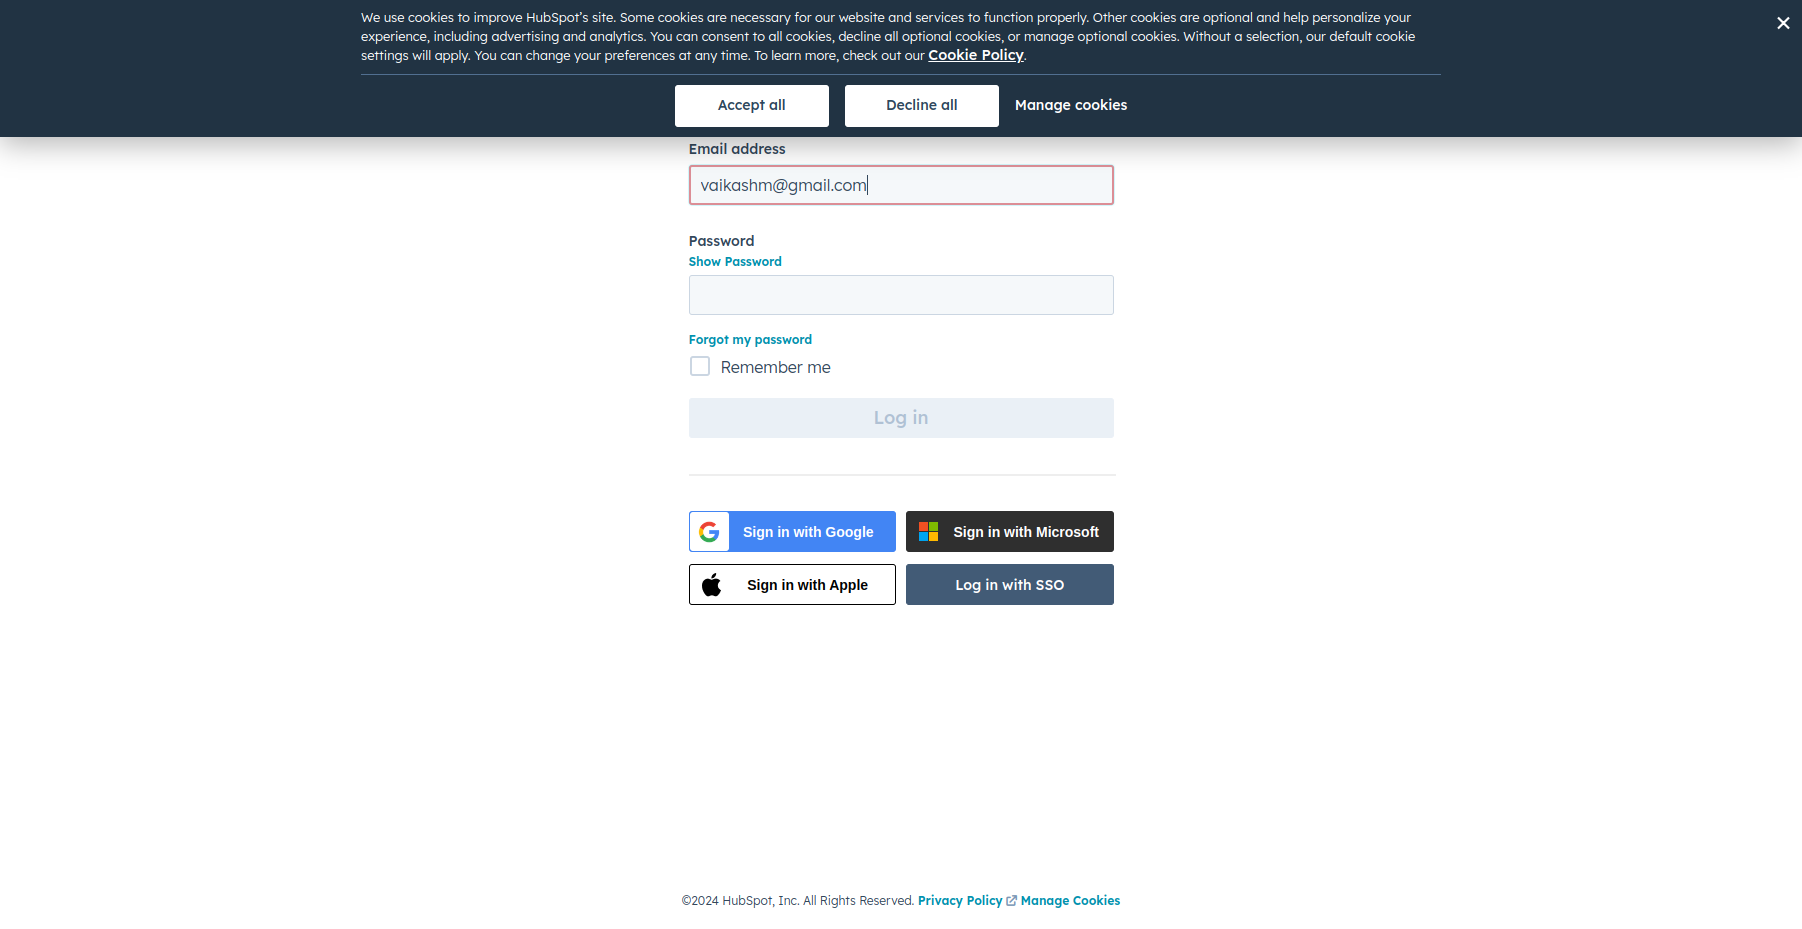 We use cookies to improve HubSpot's site. Some cookies are necessary for our website and services to function properly. Other cookies are optional and help personalize your
experience, including advertising and analytics. You can consent to all cookies, decline all optional cookies, or manage optional cookies. Without a selection, our default cookie
settings will apply. You can change your preferences at any time. To learn more, check out our Cookie Policy.
Accept all Decline all Manage cookies
Email address
vaikashm@gmail.com
Password
Show Password
Forgot my password
Remember me
Log in
Sign in with Google Sign in with Microsoft
Sign in with Apple Log in with SSO
©2024 HubSpot, Inc. All Rights Reserved. Privacy Policy Manage Cookies